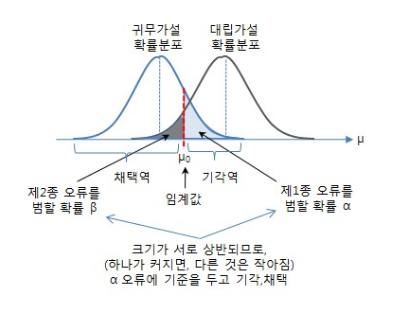 귀무가설
확률분포
대립가설
확률분포
μ
μ₀
채택역
기각역
제2종 오류를
범할 확률 β
임계값
제1종 오류를
범할 확률 α
크기가 서로 상반되므로,
(하나가 커지면, 다른 것은 작아짐)
α 오류에 기준을 두고 기각,채택